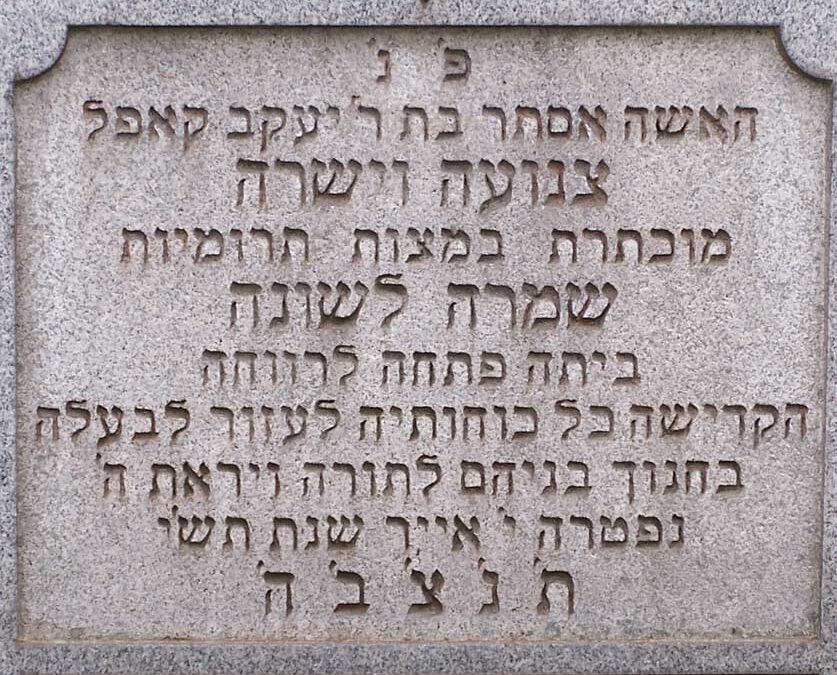 פ' נ'
האשה אסתר בת ר' יעקב קאפל
צנועה וישרה
מוכתרת במצות תרומיות
שמרה לשונה
ביתה פתחה לרווחה
הקדישה כל כוחותיה לעזור לבעלה
בחנוך בניהם לתורה ויראת ה'
נפטרה י' אייר שנת תש"י
ת' נ' צ' ב' ה'